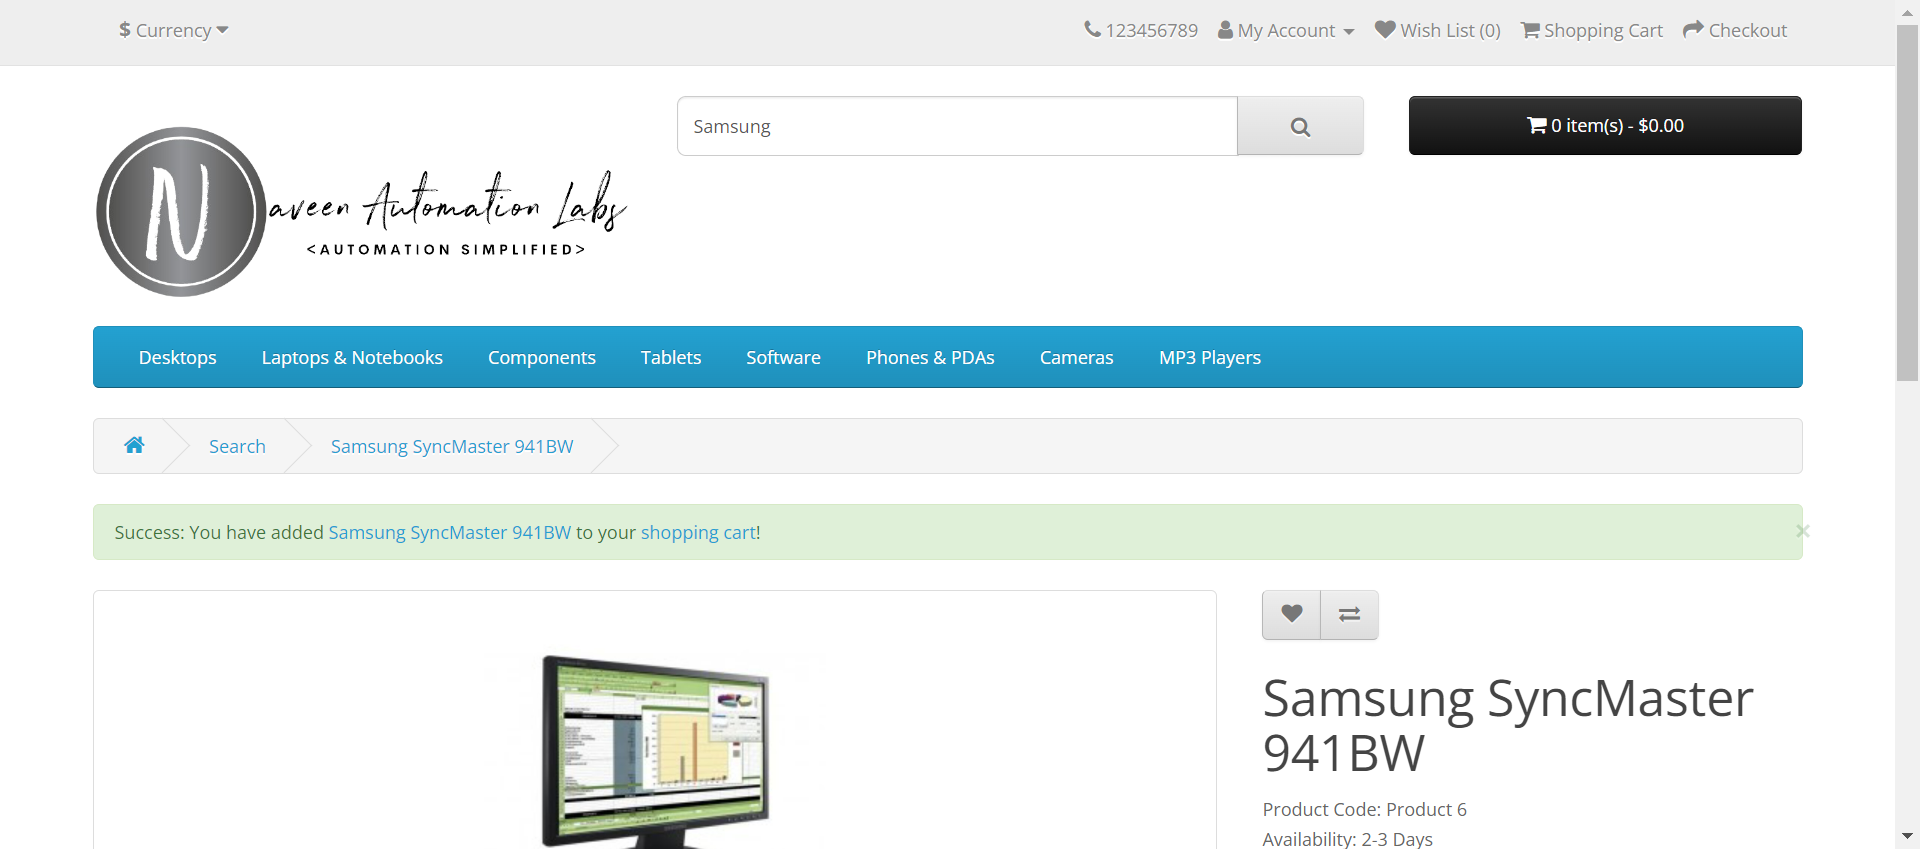 $ Currency
123456789 My Account Wish List (0) Shopping Cart Checkout
Samsung
0 item(s) - $0.00
Naveen Automation Labs
<AUTOMATION SIMPLIFIED>
Desktops Laptops & Notebooks Components Tablets Software Phones & PDAs Cameras MP3 Players
Search Samsung SyncMaster 941BW
Success: You have added Samsung SyncMaster 941BW to your shopping cart!
×
Samsung SyncMaster
941BW
Product Code: Product 6
Availability: 2-3 Days